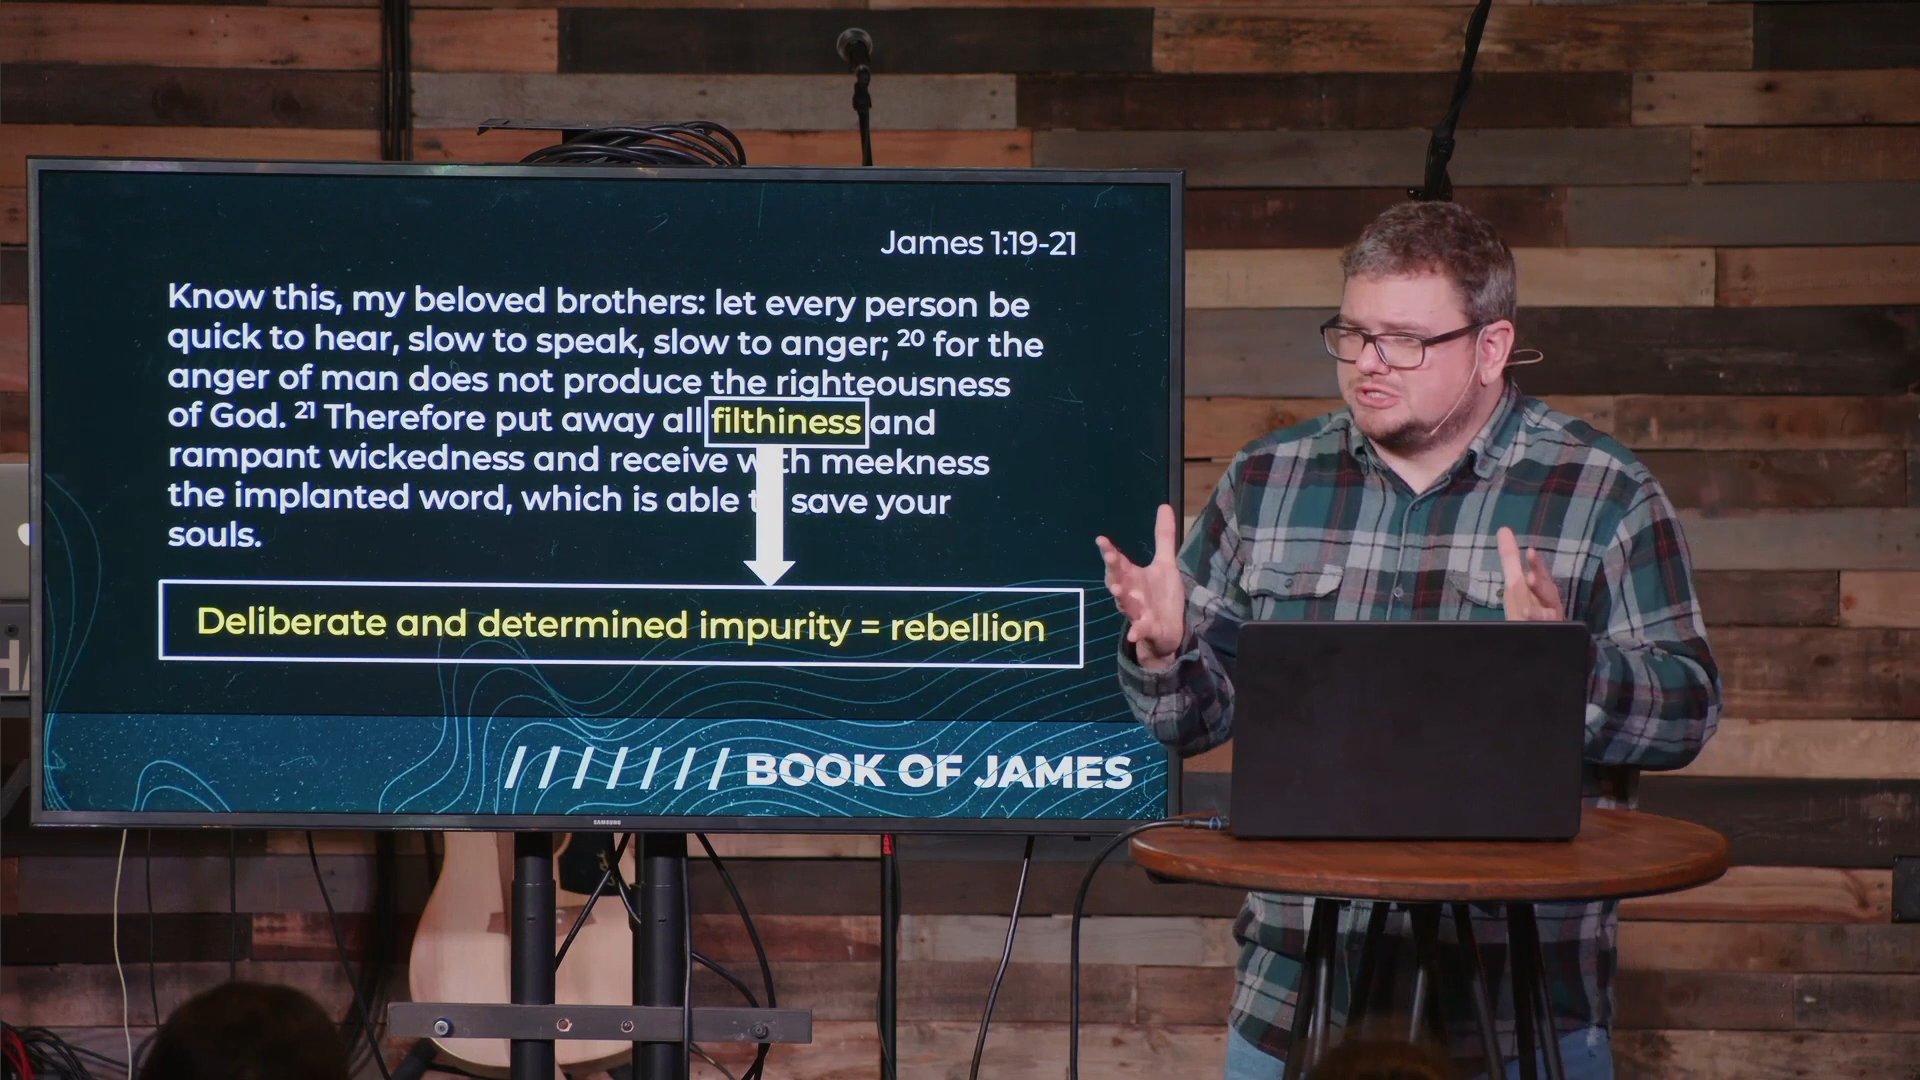 James 1:19-21
Know this, my beloved brothers: let every person be
quick to hear, slow to speak, slow to anger; 20 for the
anger of man does not produce the righteousness
of God. 21 Therefore put away all filthiness and
rampant wickedness and receive with meekness
the implanted word, which is able save your
souls.
Deliberate and determined impurity = rebellion
/////// BOOK OF JAMES
SAMSUNG